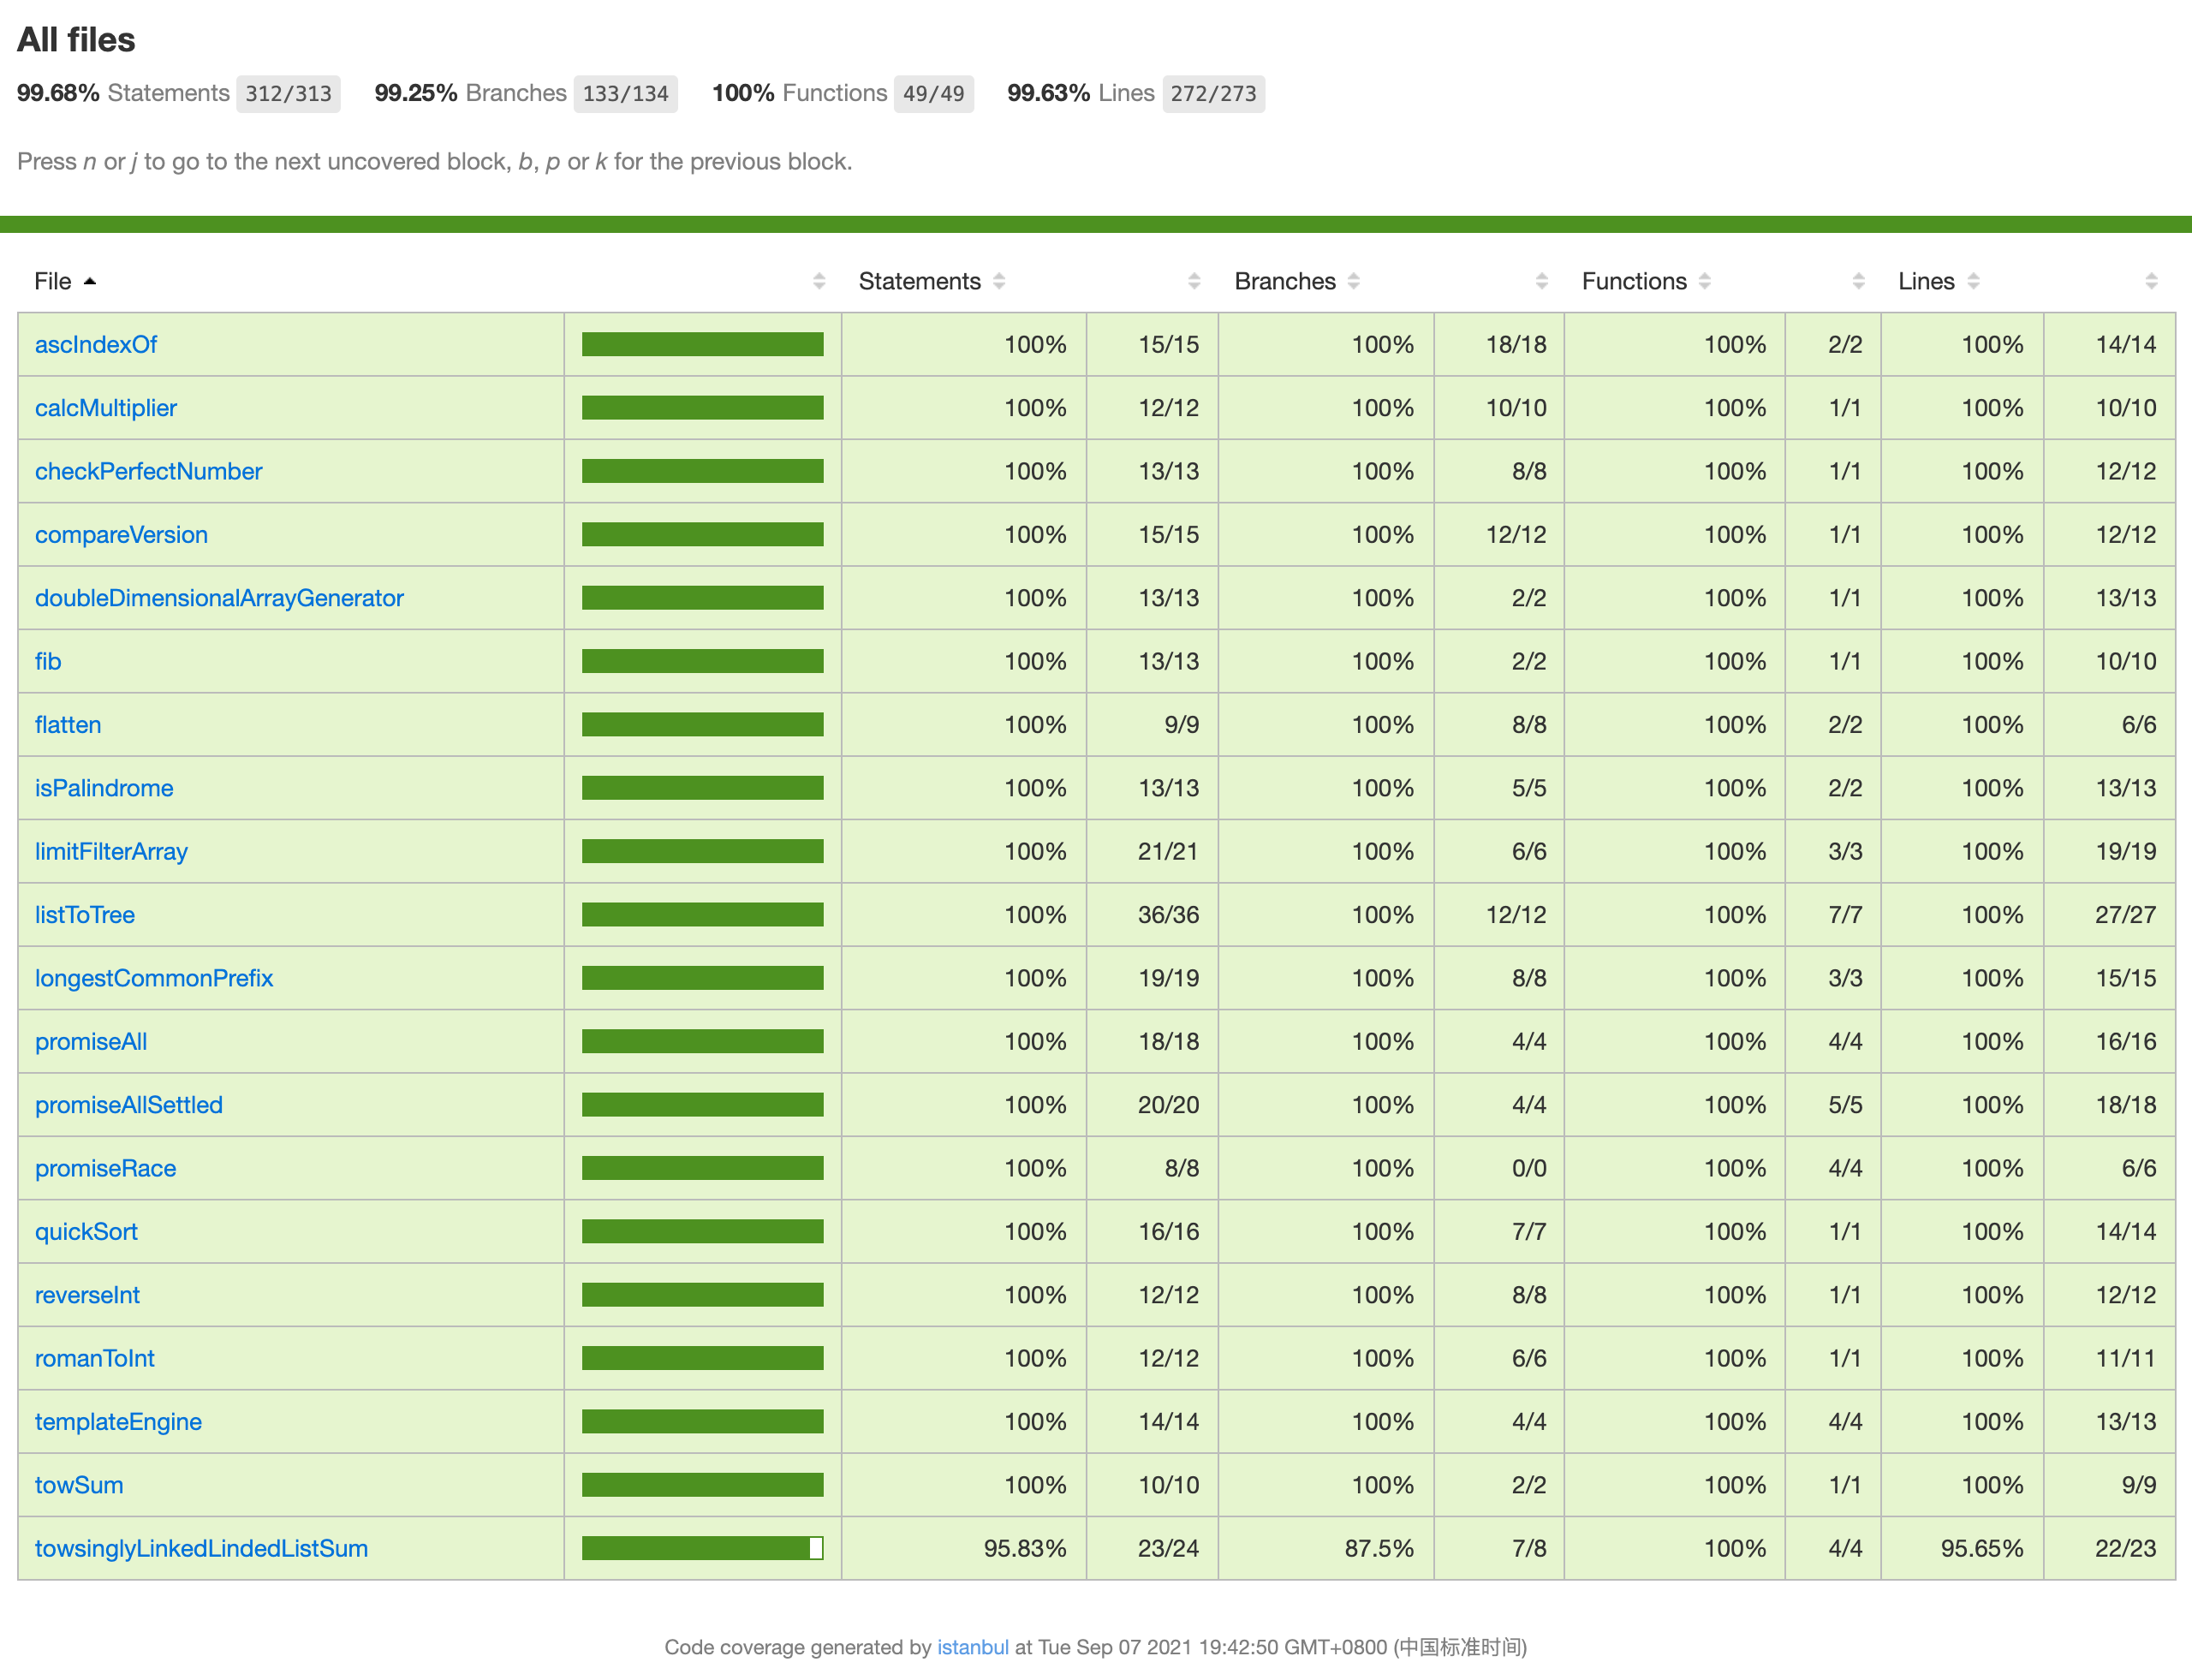 All files
99.68% Statements 312/313 99.25% Branches 133/134 100% Functions 49/49 99.63% Lines 272/273
Press n or j to go to the next uncovered block, b, p or k for the previous block.
File Statements Branches Functions Lines
ascIndexOf 100% 15/15 100% 18/18 100% 2/2 100% 14/14
calcMultiplier 100% 12/12 100% 10/10 100% 1/1 100% 10/10
checkPerfectNumber 100% 13/13 100% 8/8 100% 1/1 100% 12/12
compareVersion 100% 15/15 100% 12/12 100% 1/1 100% 12/12
doubleDimensionalArrayGenerator 100% 13/13 100% 2/2 100% 1/1 100% 13/13
fib 100% 13/13 100% 2/2 100% 1/1 100% 10/10
flatten 100% 9/9 100% 8/8 100% 2/2 100% 6/6
isPalindrome 100% 13/13 100% 5/5 100% 2/2 100% 13/13
limitFilterArray 100% 21/21 100% 6/6 100% 3/3 100% 19/19
listToTree 100% 36/36 100% 12/12 100% 7/7 100% 27/27
longestCommonPrefix 100% 19/19 100% 8/8 100% 3/3 100% 15/15
promiseAll 100% 18/18 100% 4/4 100% 4/4 100% 16/16
promiseAllSettled 100% 20/20 100% 4/4 100% 5/5 100% 18/18
promiseRace 100% 8/8 100% 0/0 100% 4/4 100% 6/6
quickSort 100% 16/16 100% 7/7 100% 1/1 100% 14/14
reverseInt 100% 12/12 100% 8/8 100% 1/1 100% 12/12
romanToInt 100% 12/12 100% 6/6 100% 1/1 100% 11/11
templateEngine 100% 14/14 100% 4/4 100% 4/4 100% 13/13
towSum 100% 10/10 100% 2/2 100% 1/1 100% 9/9
towsinglyLinkedLindedListSum 95.83% 23/24 87.5% 7/8 100% 4/4 95.65% 22/23
Code coverage generated by istanbul at Tue Sep 07 2021 19:42:50 GMT+0800 (中国标准时间)